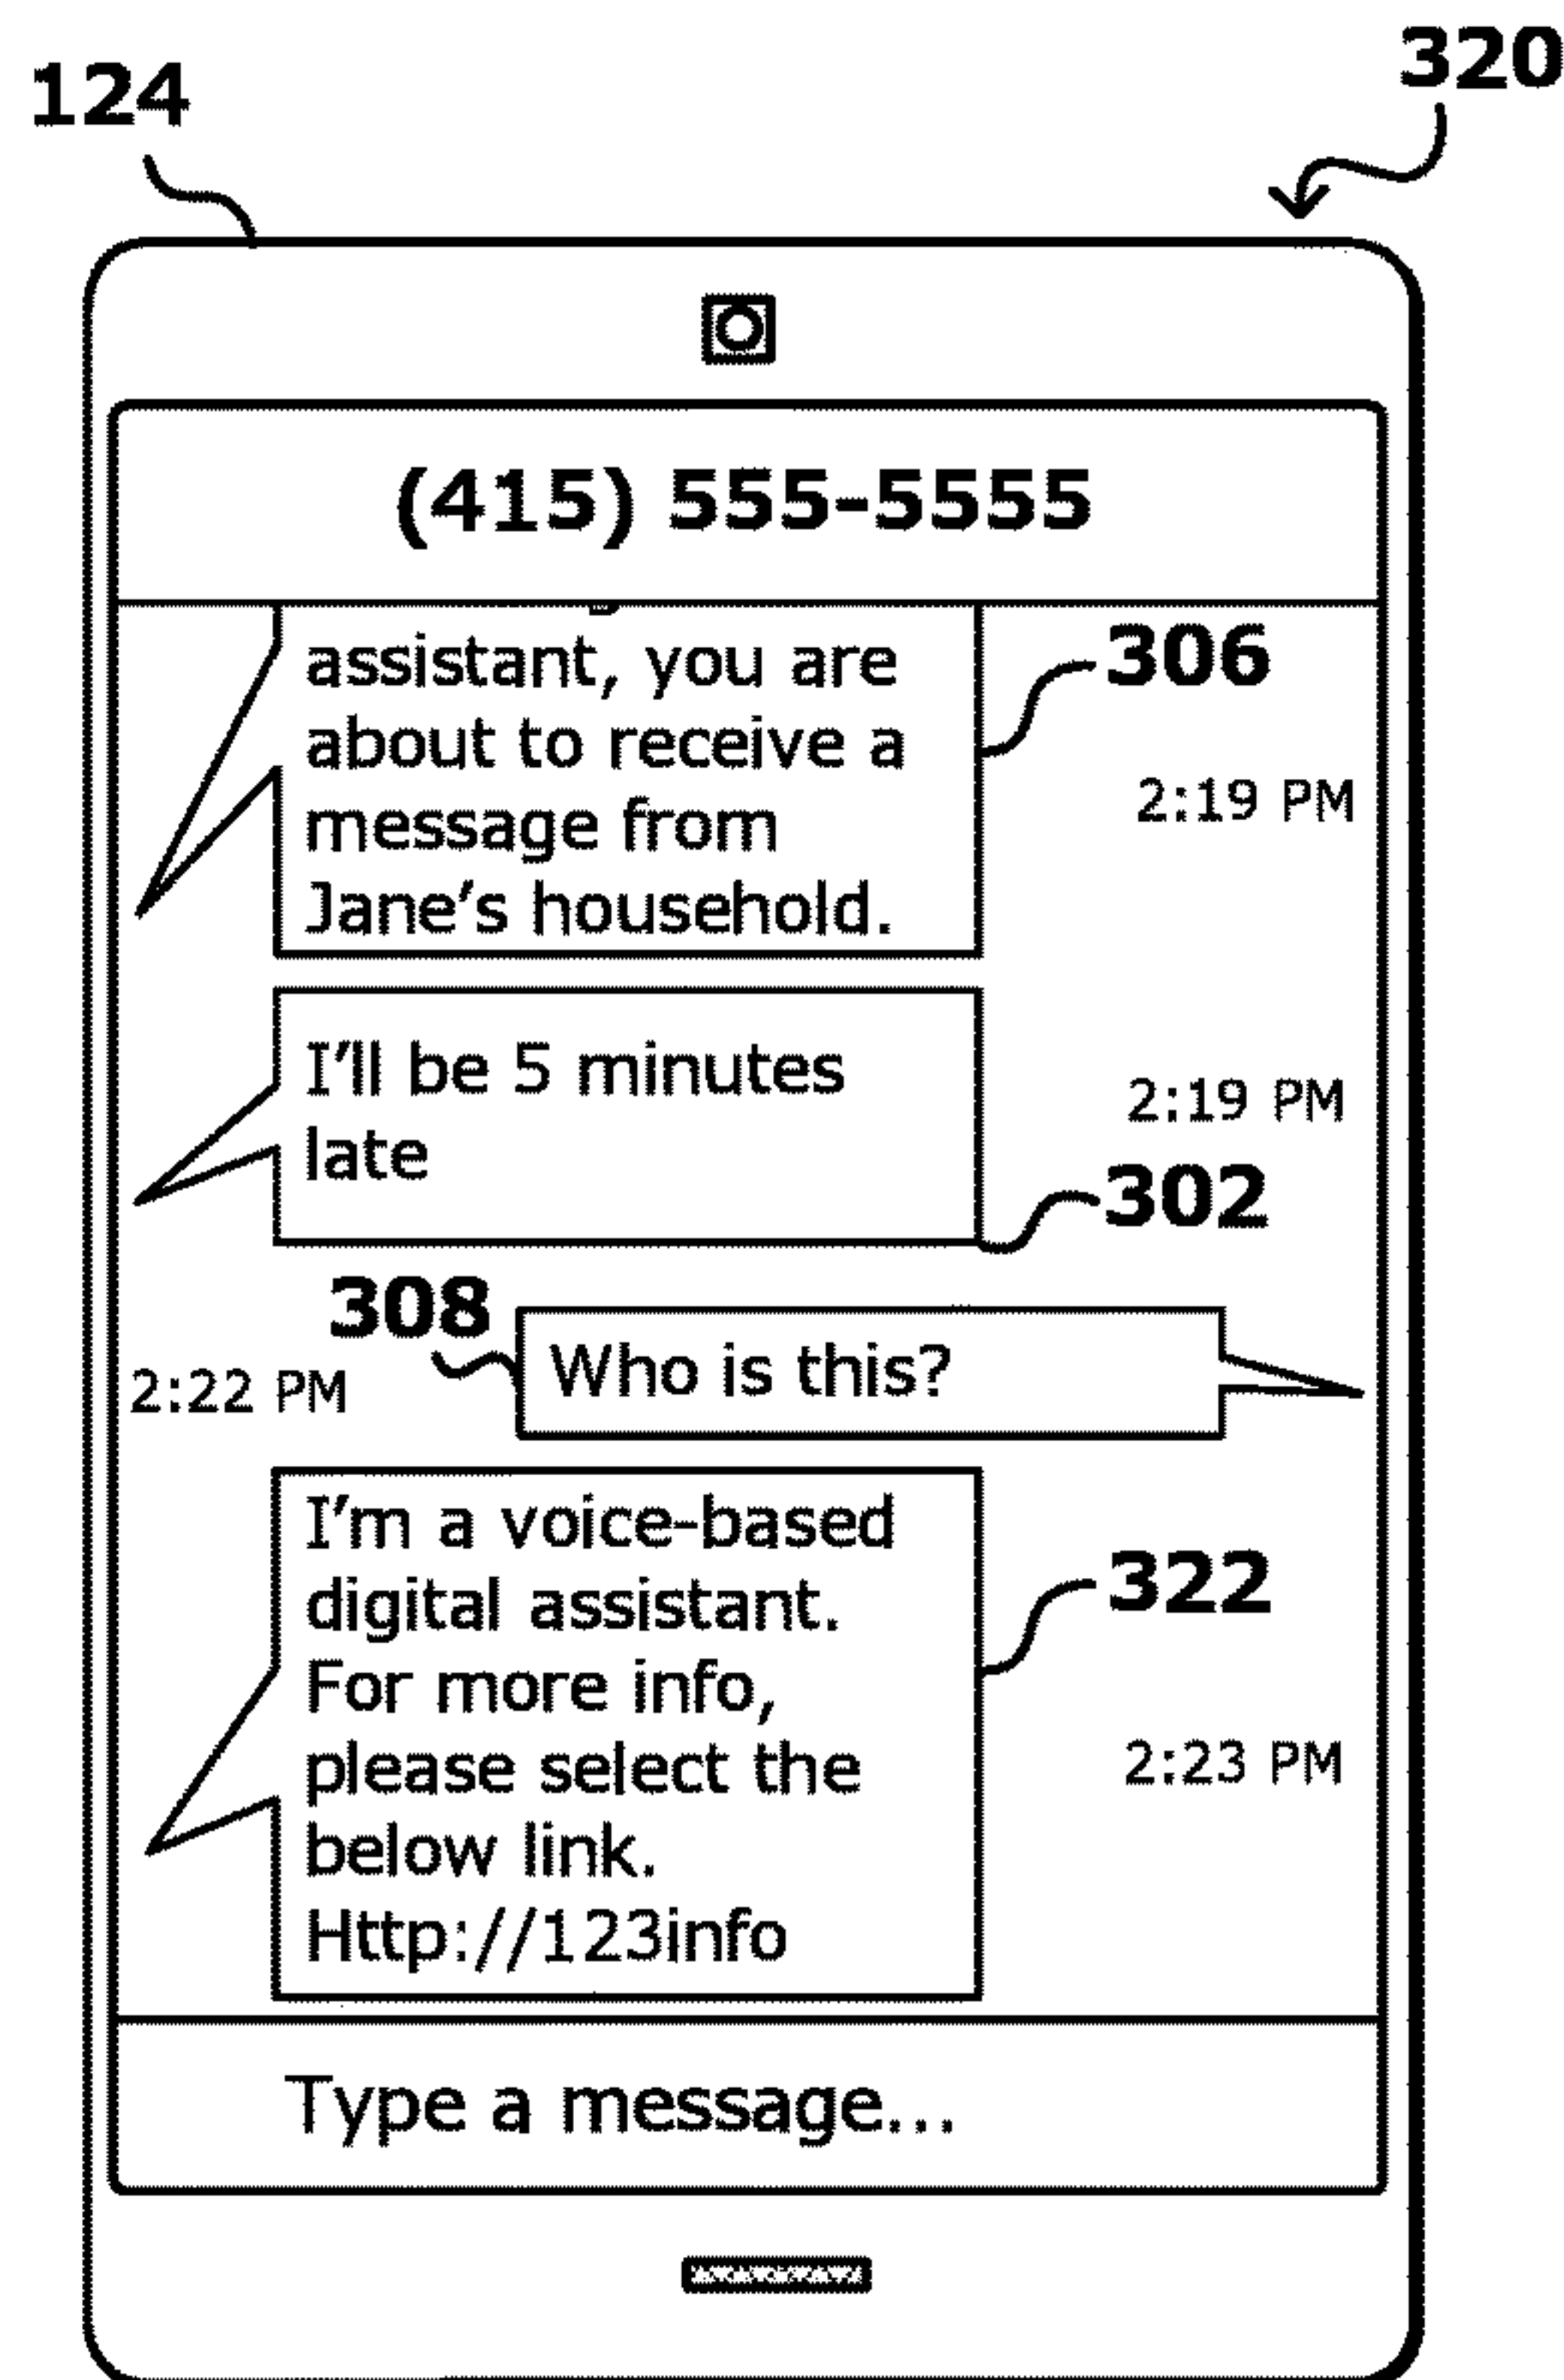 124
320
(415) 555-5555
assistant, you are
about to receive a
message from
Jane's household.
306
2:19 PM
I'll be 5 minutes
late
2:19 PM
302
308
2:22 PM
Who is this?
I'm a voice-based
digital assistant.
For more info,
please select the
below link.
Http://123info
322
2:23 PM
Type a message...